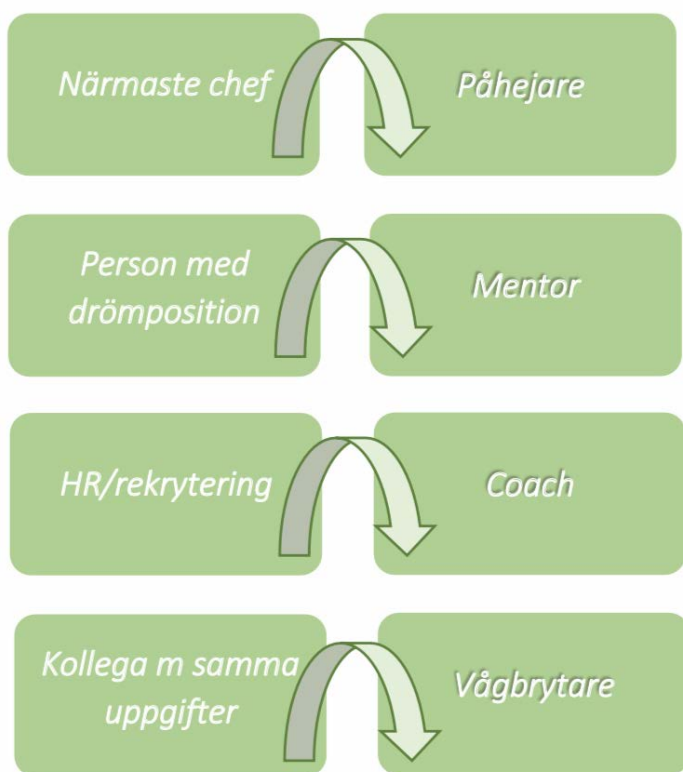 Närmaste chef
Påhejare
Person med
drömposition
Mentor
HR/rekrytering
Coach
Kollega m samma
uppgifter
Vågbrytare